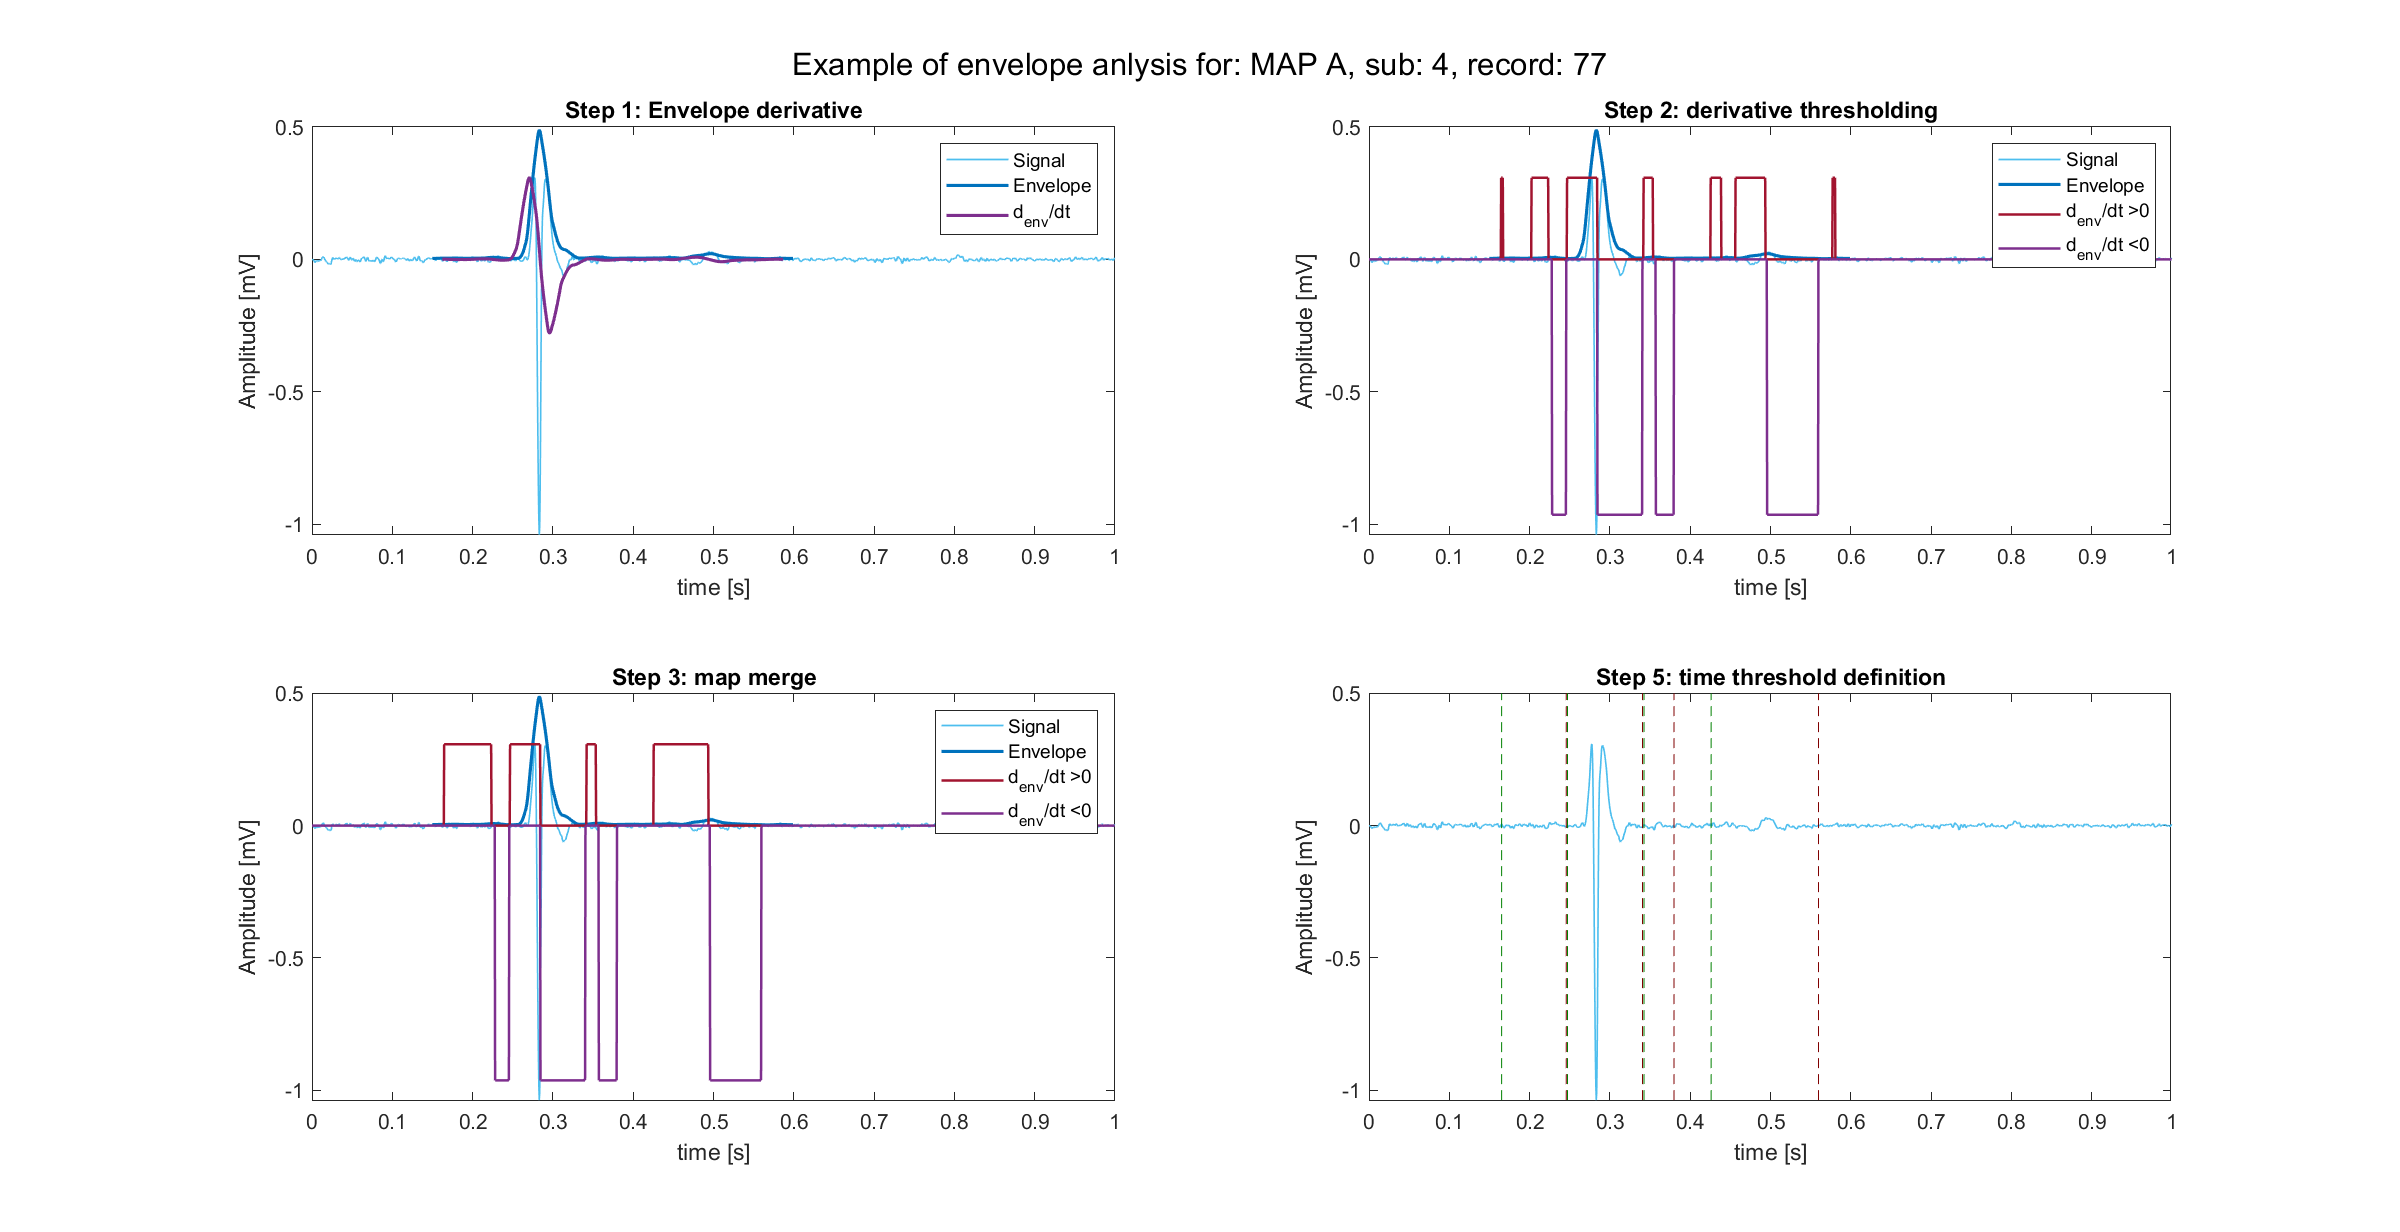 Example of envelope anlysis for: MAP A, sub: 4, record: 77
Step 1: Envelope derivative
0.5
0
-0.5
-1
Amplitude [mV]
0 0.1 0.2 0.3 0.4 0.5 0.6 0.7 0.8 0.9 1
time [s]
Signal
Envelope
d_env/dt
Step 2: derivative thresholding
0.5
0
-0.5
-1
Amplitude [mV]
0 0.1 0.2 0.3 0.4 0.5 0.6 0.7 0.8 0.9 1
time [s]
Signal
Envelope
d_env/dt >0
d_env/dt <0
Step 3: map merge
0.5
0
-0.5
-1
Amplitude [mV]
0 0.1 0.2 0.3 0.4 0.5 0.6 0.7 0.8 0.9 1
time [s]
Signal
Envelope
d_env/dt >0
d_env/dt <0
Step 5: time threshold definition
0.5
0
-0.5
-1
Amplitude [mV]
0 0.1 0.2 0.3 0.4 0.5 0.6 0.7 0.8 0.9 1
time [s]